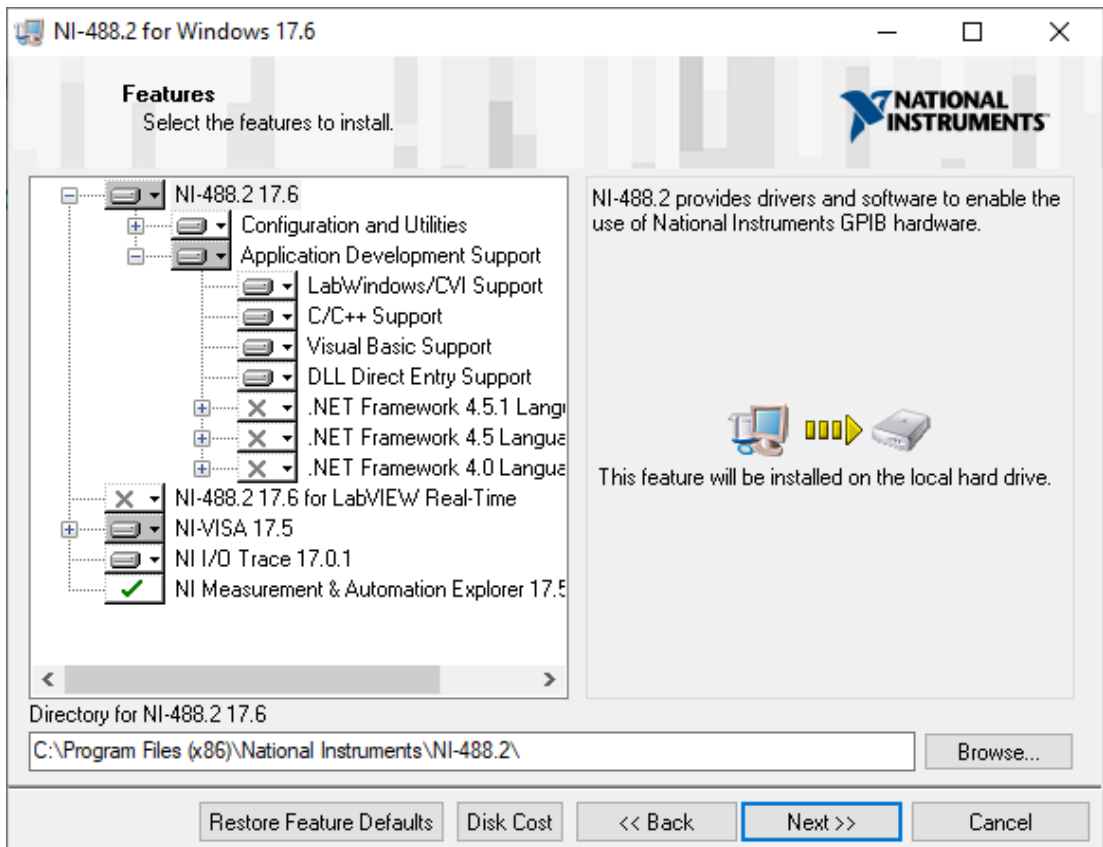 NI-488.2 for Windows 17.6
Features
Select the features to install.
NATIONAL
INSTRUMENTS
NI-488.2 17.6
Configuration and Utilities
Application Development Support
LabWindows/CVI Support
C/C++ Support
Visual Basic Support
DLL Direct Entry Support
.NET Framework 4.5.1 Langu
.NET Framework 4.5 Langua
.NET Framework 4.0 Langua
NI-488.2 17.6 for LabVIEW Real-Time
NI-VISA 17.5
NI I/O Trace 17.0.1
NI Measurement & Automation Explorer 17.5
NI-488.2 provides drivers and software to enable the
use of National Instruments GPIB hardware.
This feature will be installed on the local hard drive.
Directory for NI-488.2 17.6
C:\Program Files (x86)\National Instruments\NI-488.2\
Browse...
Restore Feature Defaults
Disk Cost
<< Back
Next >>
Cancel